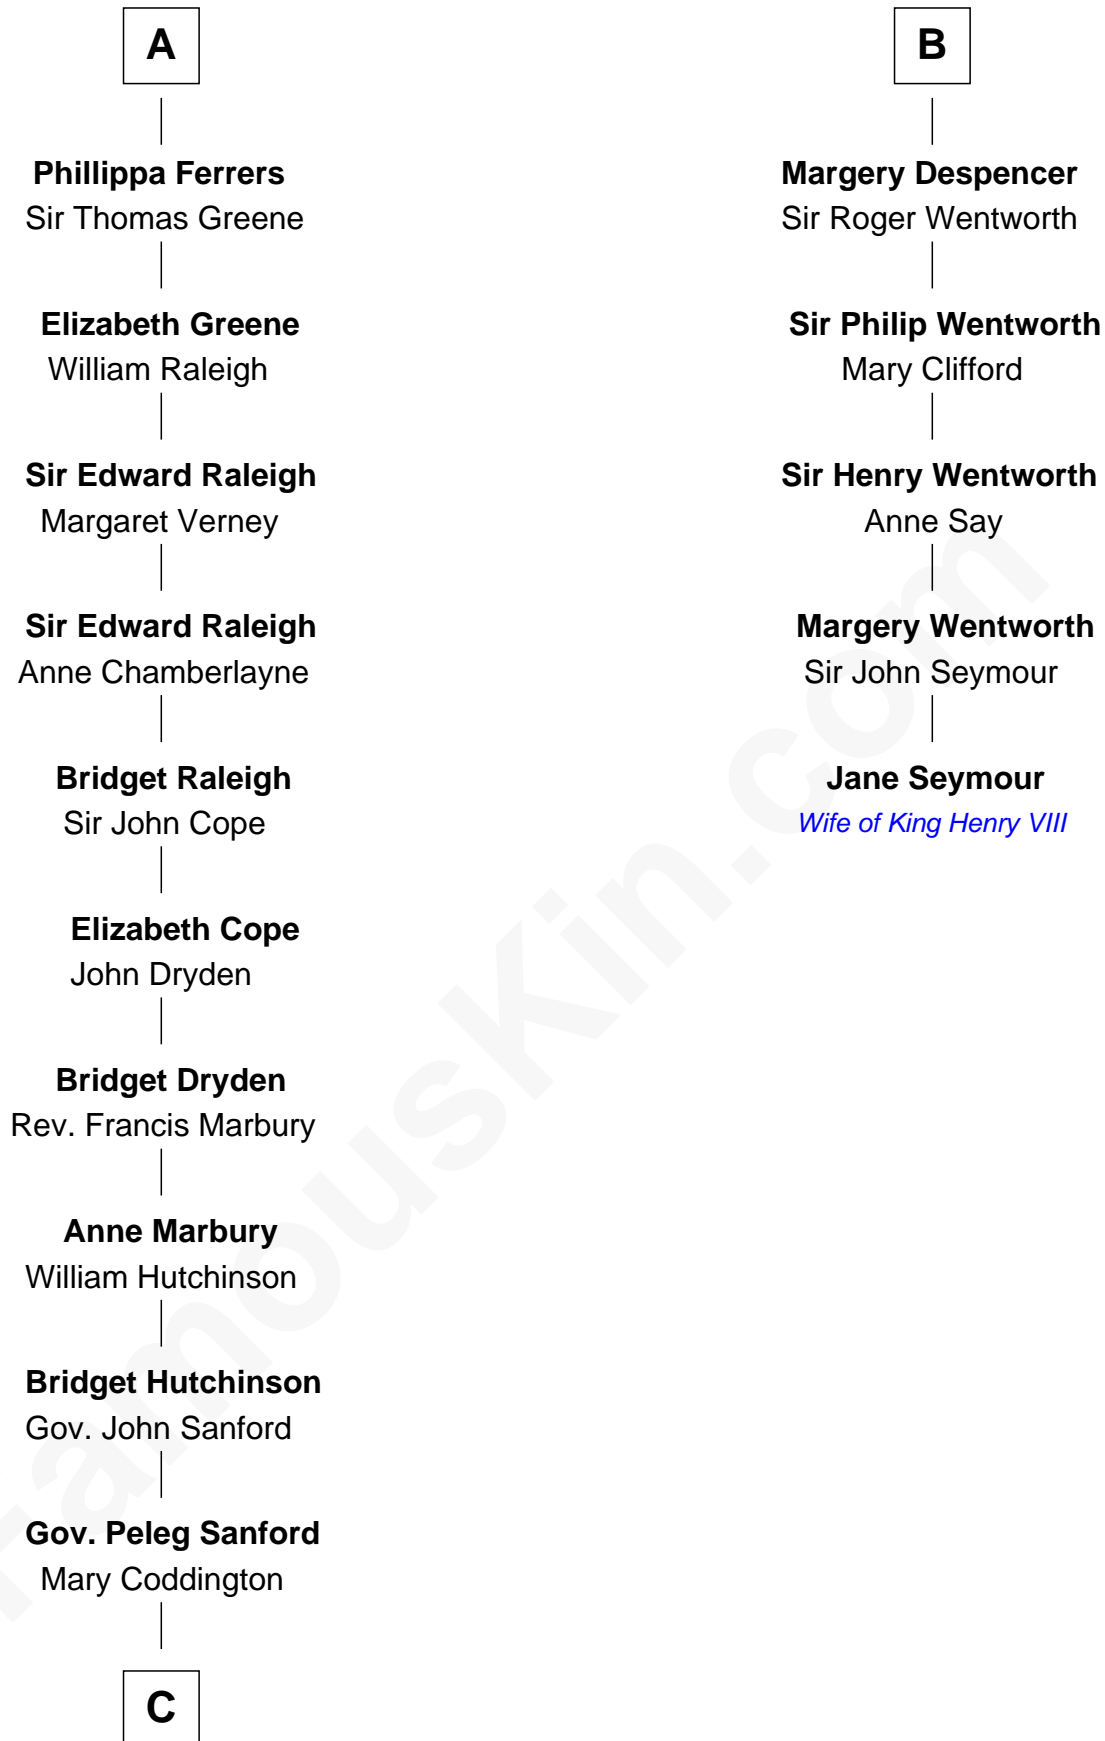 A
Phillippa Ferrers
Sir Thomas Greene
Elizabeth Greene
William Raleigh
Sir Edward Raleigh
Margaret Verney
Sir Edward Raleigh
Anne Chamberlayne
Bridget Raleigh
Sir John Cope
Elizabeth Cope
John Dryden
Bridget Dryden
Rev. Francis Marbury
Anne Marbury
William Hutchinson
Bridget Hutchinson
Gov. John Sanford
Gov. Peleg Sanford
Mary Coddington
C
B
Margery Despencer
Sir Roger Wentworth
Sir Philip Wentworth
Mary Clifford
Sir Henry Wentworth
Anne Say
Margery Wentworth
Sir John Seymour
Jane Seymour
Wife of King Henry VIII
FamousKin.com